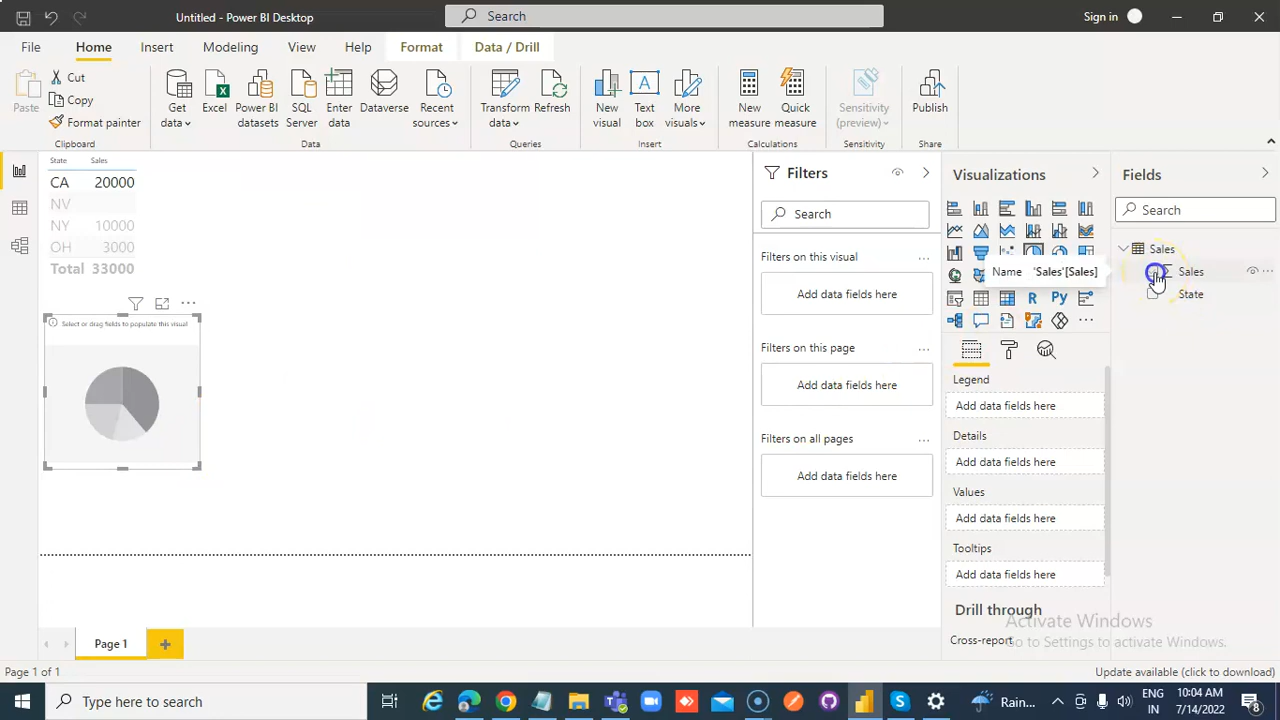 Untitled - Power BI Desktop
Search
Sign in
File
Home
Insert
Modeling
View
Help
Format
Data / Drill
Paste
Cut
Copy
Format painter
Clipboard
Get data
Excel
Power BI datasets
SQL Server
Enter data
Dataverse
Recent sources
Data
Transform data
Refresh
Queries
New visual
Text box
More visuals
Insert
New measure
Quick measure
Calculations
Sensitivity (preview)
Sensitivity
Publish
Share
State Sales
CA 20000
NV
NY 10000
OH 3000
Total 33000
Select or drag fields to populate this visual
Filters
Search
Filters on this visual
Add data fields here
Filters on this page
Add data fields here
Filters on all pages
Add data fields here
Visualizations
Name 'Sales'[Sales]
R
Py
Legend
Add data fields here
Details
Add data fields here
Values
Add data fields here
Tooltips
Add data fields here
Drill through
Cross-report
Fields
Search
Sales
Sales
State
Activate Windows
Go to Settings to activate Windows.
Page 1
Page 1 of 1
Update available (click to download)
Type here to search
Rain...
ENG
IN
10:04 AM
7/14/2022
8